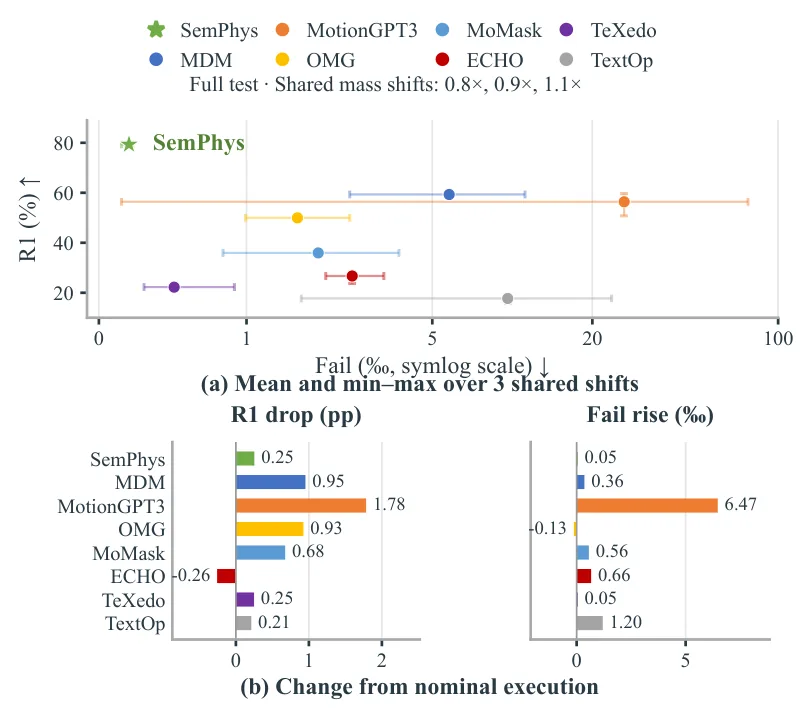 SemPhys MotionGPT3 MoMask TeXedo
MDM OMG ECHO TextOp
Full test · Shared mass shifts: 0.8×, 0.9×, 1.1×
R1 (%) ↑
80
60
40
20
SemPhys
0 1 5 20 100
Fail (‰, symlog scale) ↓
(a) Mean and min–max over 3 shared shifts
R1 drop (pp) Fail rise (‰)
SemPhys 0.25 0.05
MDM 0.95 0.36
MotionGPT3 1.78 6.47
OMG 0.93 -0.13
MoMask 0.68 0.56
ECHO -0.26 0.66
TeXedo 0.25 0.05
TextOp 0.21 1.20
0 1 2 0 5
(b) Change from nominal execution